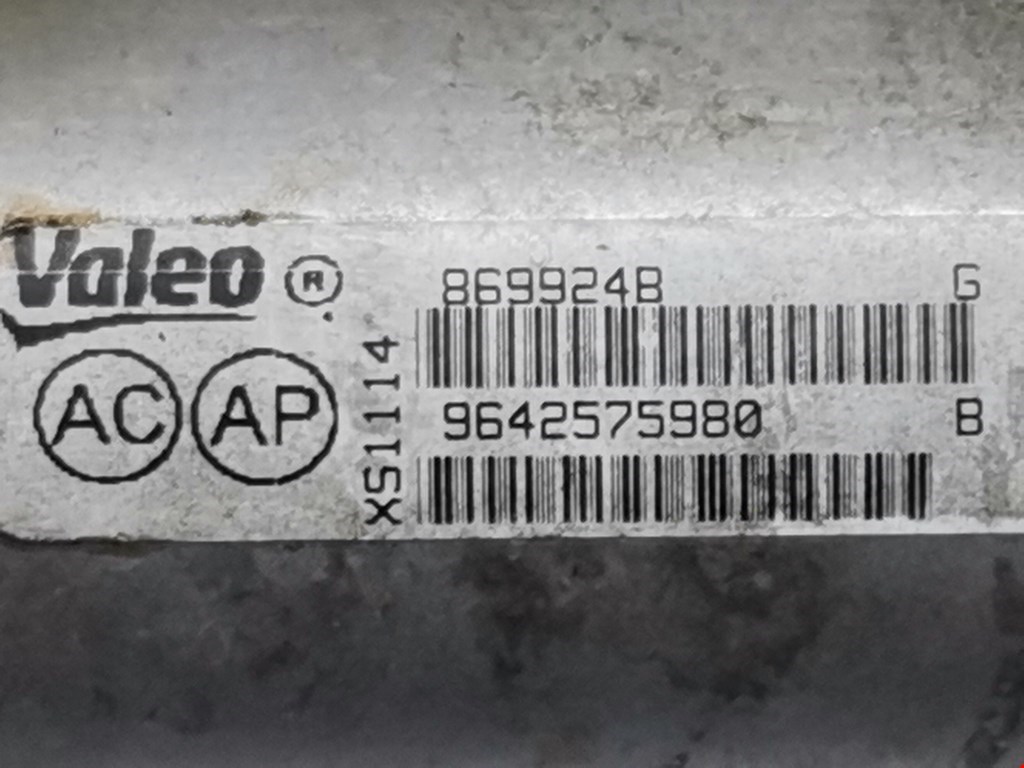 Valeo ®
869924B G
AC AP
XS1114
9642575980 B